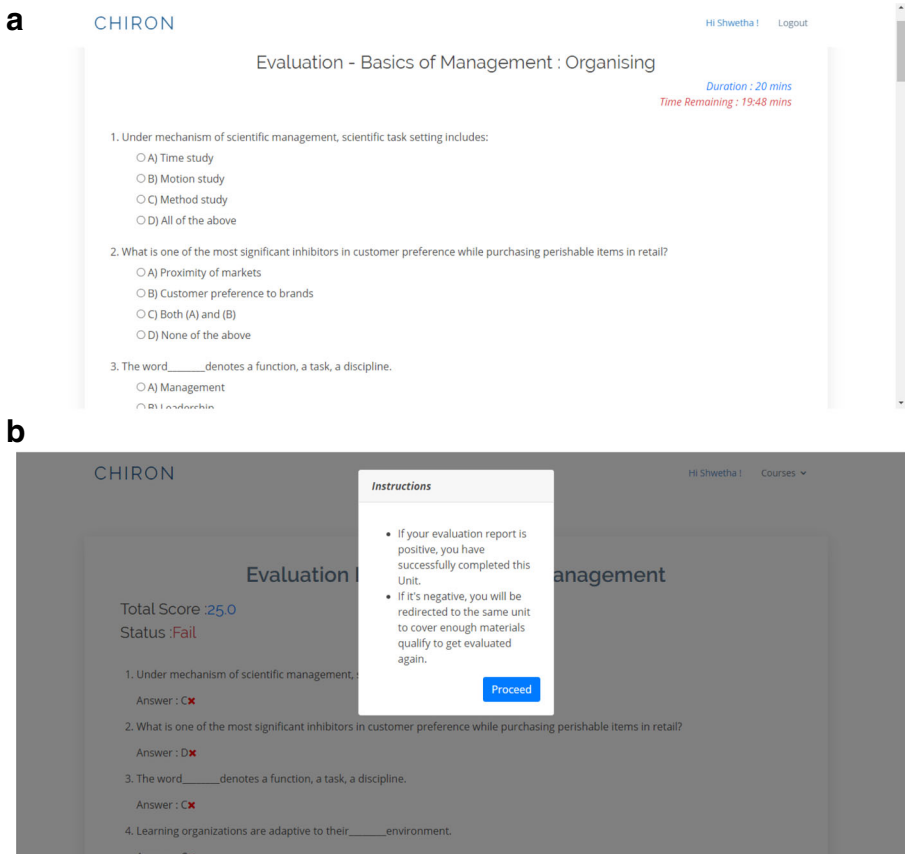 a
CHIRON
Hi Shwetha ! Logout
Evaluation - Basics of Management : Organising
Duration : 20 mins
Time Remaining : 19:48 mins
1. Under mechanism of scientific management, scientific task setting includes:
A) Time study
B) Motion study
C) Method study
D) All of the above
2. What is one of the most significant inhibitors in customer preference while purchasing perishable items in retail?
A) Proximity of markets
B) Customer preference to brands
C) Both (A) and (B)
D) None of the above
3. The word_______denotes a function, a task, a discipline.
A) Management
B) Leadership
b
CHIRON
Hi Shwetha ! Courses
Instructions
• If your evaluation report is
positive, you have
successfully completed this
Unit.
• If it's negative, you will be
redirected to the same unit
to cover enough materials
qualify to get evaluated
again.
Proceed
Evaluation anagement
Total Score :25.0
Status :Fail
1. Under mechanism of scientific management,
Answer : C✖
2. What is one of the most significant inhibitors in customer preference while purchasing perishable items in retail?
Answer : D✖
3. The word_______denotes a function, a task, a discipline.
Answer : C✖
4. Learning organizations are adaptive to their_______environment.